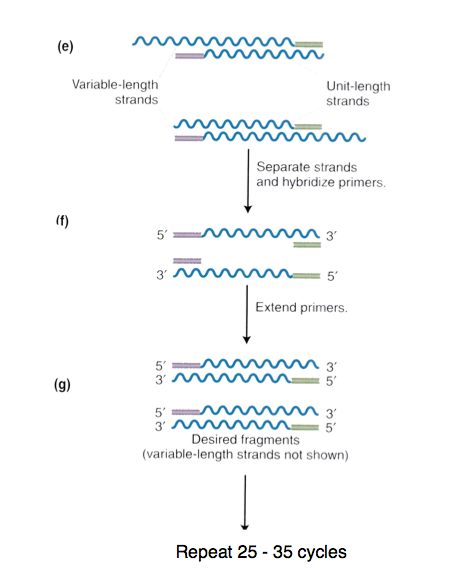 (e)
Variable-length
strands
Unit-length
strands
Separate strands
and hybridize primers.
(f)
5′ 3′
3′ 5′
Extend primers.
(g)
5′ 3′
3′ 5′
5′ 3′
3′ 5′
Desired fragments
(variable-length strands not shown)
Repeat 25 - 35 cycles